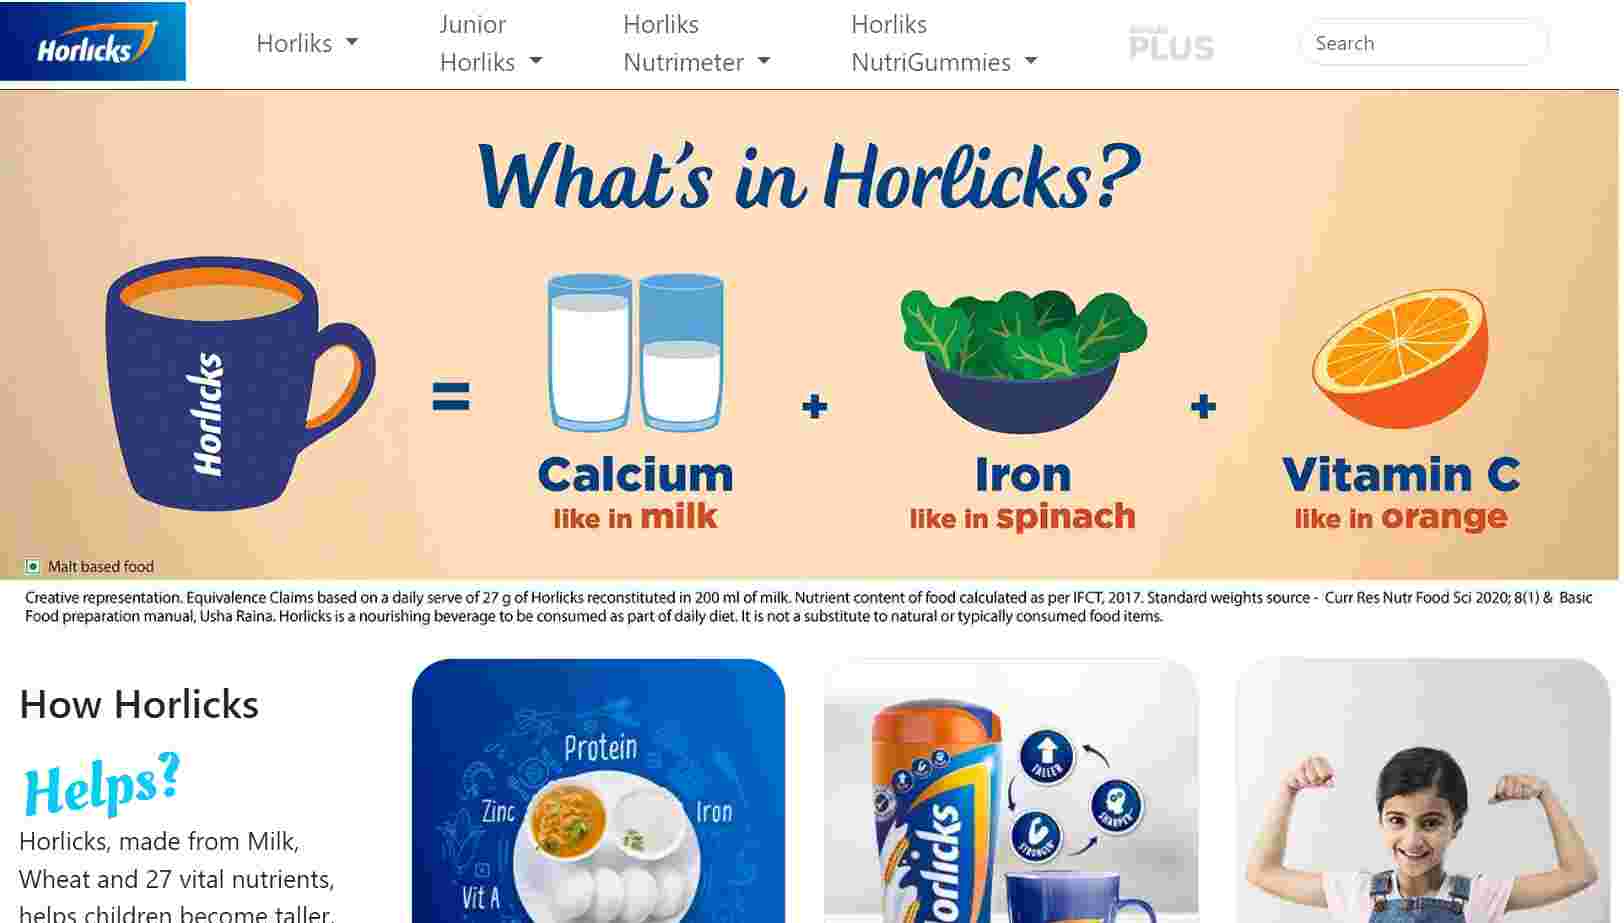 Horlicks
Horliks
Junior
Horliks
Horliks
Nutrimeter
Horliks
NutriGummies
PLUS
Search
What's in Horlicks?
Horlicks
=
+
+
Calcium
like in milk
Iron
like in spinach
Vitamin C
like in orange
Malt based food
Creative representation. Equivalence Claims based on a daily serve of 27 g of Horlicks reconstituted in 200 ml of milk. Nutrient content of food calculated as per IFCT, 2017. Standard weights source - Curr Res Nutr Food Sci 2020; 8(1) & Basic
Food preparation manual, Usha Raina. Horlicks is a nourishing beverage to be consumed as part of daily diet. It is not a substitute to natural or typically consumed food items.
How Horlicks
Helps?
Horlicks, made from Milk,
Wheat and 27 vital nutrients,
helps children become taller,
Protein
Zinc
Iron
Vit A
TALLER
SHARPER
STRONGER
Horlicks